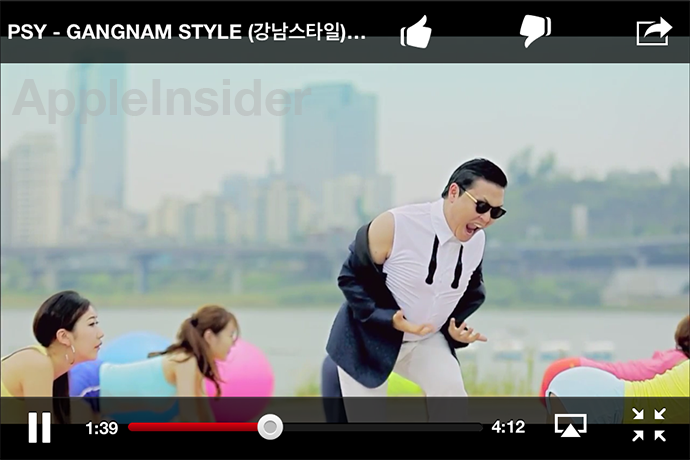 PSY - GANGNAM STYLE (강남스타일)...
AppleInsider
1:39
4:12